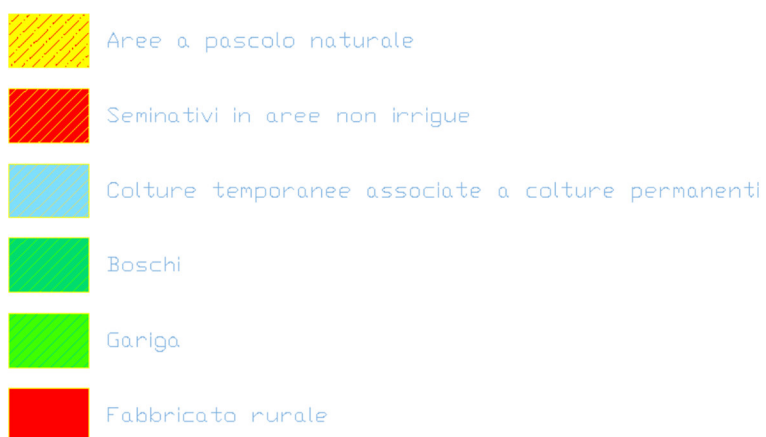 Aree a pascolo naturale
Seminativi in aree non irrigue
Colture temporanee associate a colture permanenti
Boschi
Gariga
Fabbricato rurale